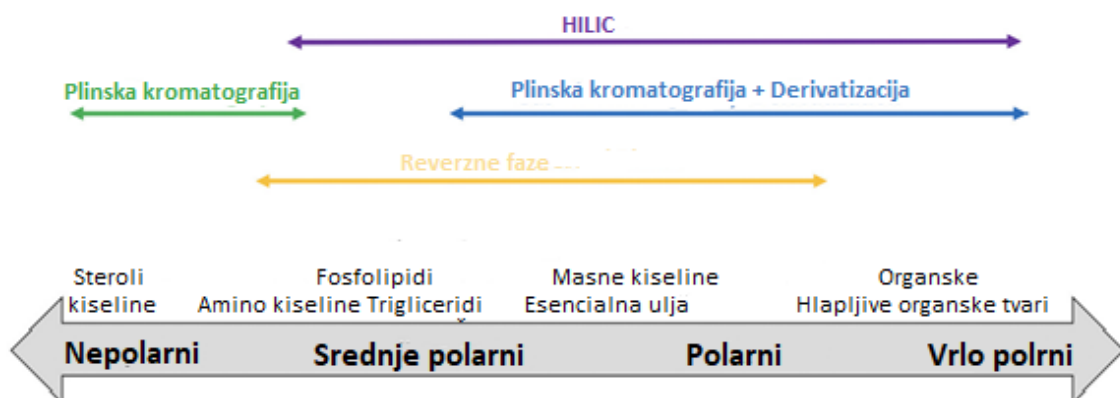 HILIC
Plinska kromatografija
Plinska kromatografija + Derivatizacija
Reverzne faze
Steroli Fosfolipidi Masne kiseline Organske
kiseline Amino kiseline Trigliceridi Esencialna ulja Hlapljive organske tvari
Nepolarni Srednje polarni Polarni Vrlo polrni